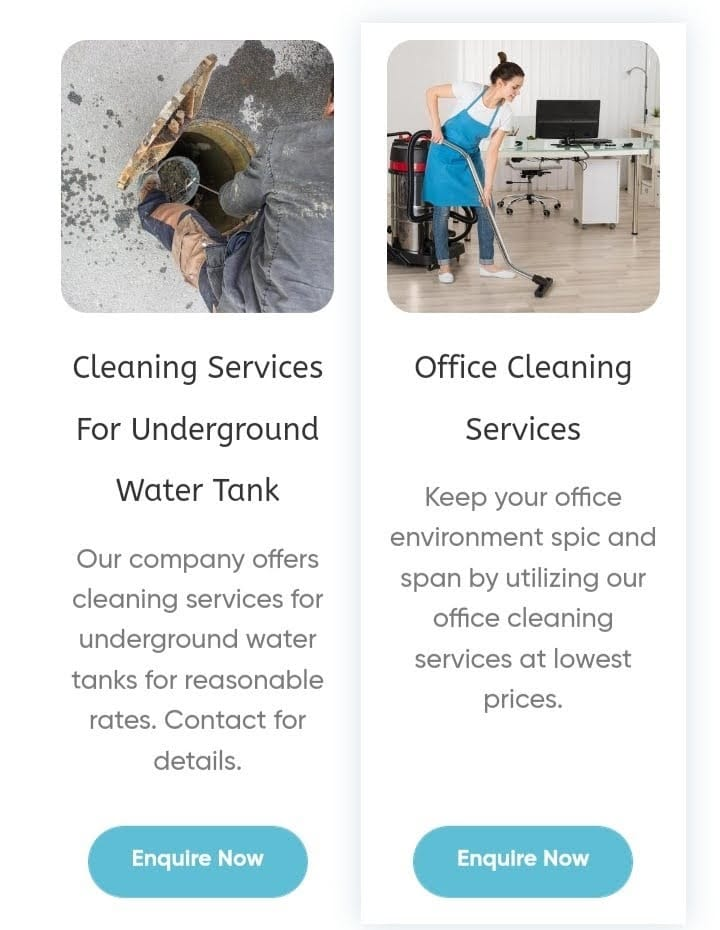 Cleaning Services
For Underground
Water Tank
Our company offers
cleaning services for
underground water
tanks for reasonable
rates. Contact for
details.
Enquire Now
Office Cleaning
Services
Keep your office
environment spic and
span by utilizing our
office cleaning
services at lowest
prices.
Enquire Now